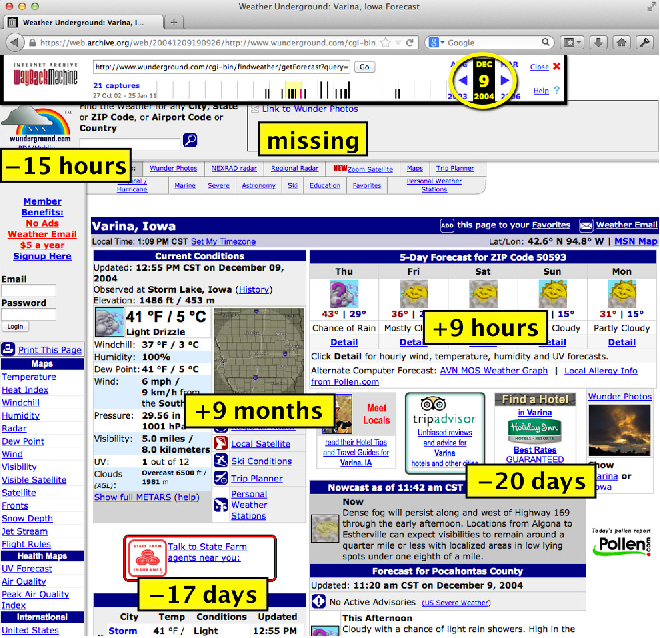 Weather Underground: Varina, Iowa Forecast
Weather Underground: Varina, I...
https://web.archive.org/web/20041209190926/http://www.wunderground.com/cgi-bin
Google
INTERNET ARCHIVE
WayBackMachine
http://www.wunderground.com/cgi-bin/findweather/getForecast?query=
Go
21 captures
27 Oct 02 - 25 Jan 11
DEC
9
2004
2003
Close
Help ?
Find the Weather for any City, State
or ZIP Code, or Airport Code or
Country
wunderground.com
Link to Wunder Photos
missing
−15 hours
Wunder Photos
NEXRAD radar
Regional Radar
NEW Zoom Satellite
Maps
Trip Planner
Hurricane
Marine
Severe
Astronomy
Ski
Education
Favorites
Personal Weather
Stations
Member
Benefits:
No Ads
Weather Email
$5 a year
Signup Here
Email
Password
Login
Print This Page
Maps
Temperature
Heat Index
Windchill
Humidity
Radar
Dew Point
Wind
Visibility
Visible Satellite
Satellite
Fronts
Snow Depth
Jet Stream
Flight Rules
Health Maps
UV Forecast
Air Quality
Peak Air Quality
Index
International
United States
Varina, Iowa
ADD this page to your Favorites
Weather Email
Local Time: 1:09 PM CST Set My Timezone
Lat/Lon: 42.6° N 94.8° W | MSN Map
Current Conditions
Updated: 12:55 PM CST on December 09,
2004
Observed at Storm Lake, Iowa (History)
Elevation: 1486 ft / 453 m
41 °F / 5 °C
Light Drizzle
Windchill: 37 °F / 3 °C
Humidity: 100%
Dew Point: 41 °F / 5 °C
Wind: 6 mph /
9 km/h from
the South
Pressure: 29.56 in
Visibility: 5.0 miles /
8.0 kilometers
UV: 1 out of 12
Clouds Overcast 6500 ft /
(AGL): 1981 m
Show full METARS (help)
+9 months
Local Satellite
Ski Conditions
Trip Planner
Personal
Weather
Stations
5-Day Forecast for ZIP Code 50593
Thu Fri Sat Sun Mon
43° | 29° 36° | 15° 31° | 15°
Chance of Rain Mostly Cloudy Partly Cloudy
Detail Detail Detail Detail Detail
+9 hours
Click Detail for hourly wind, temperature, humidity and UV forecasts.
Alternate Computer Forecast: AVN MOS Weather Graph | Local Allergy Info
from Pollen.com
Meet
Locals
read their Hotel Tips
and Travel Guides for
Varina, IA
tripadvisor
Unbiased reviews
and advice for
Varina
hotels and other cities
Find a Hotel
in Varina
Holiday Inn
HOTELS · RESORTS
Best Rates
GUARANTEED
Wunder Photos
Show
Varina or
Iowa
−20 days
Nowcast as of 11:42 am CST
Now
Dense fog will persist along and west of Highway 169
through the early afternoon. Locations from Algona to
Estherville can expect visibilities to remain around a
quarter mile or less with localized areas in low lying
spots under one eighth of a mile.
Today's pollen report
Pollen.com
STATE FARM
INSURANCE
Talk to State Farm
agents near you:
−17 days
City Temp / Conditions Updated
Storm 41 °F / Light 12:55 PM
Forecast for Pocahontas County
Updated: 11:20 am CST on December 9, 2004
No Active Advisories (US Severe Weather)
This Afternoon
Cloudy with a chance of light rain showers. High in the